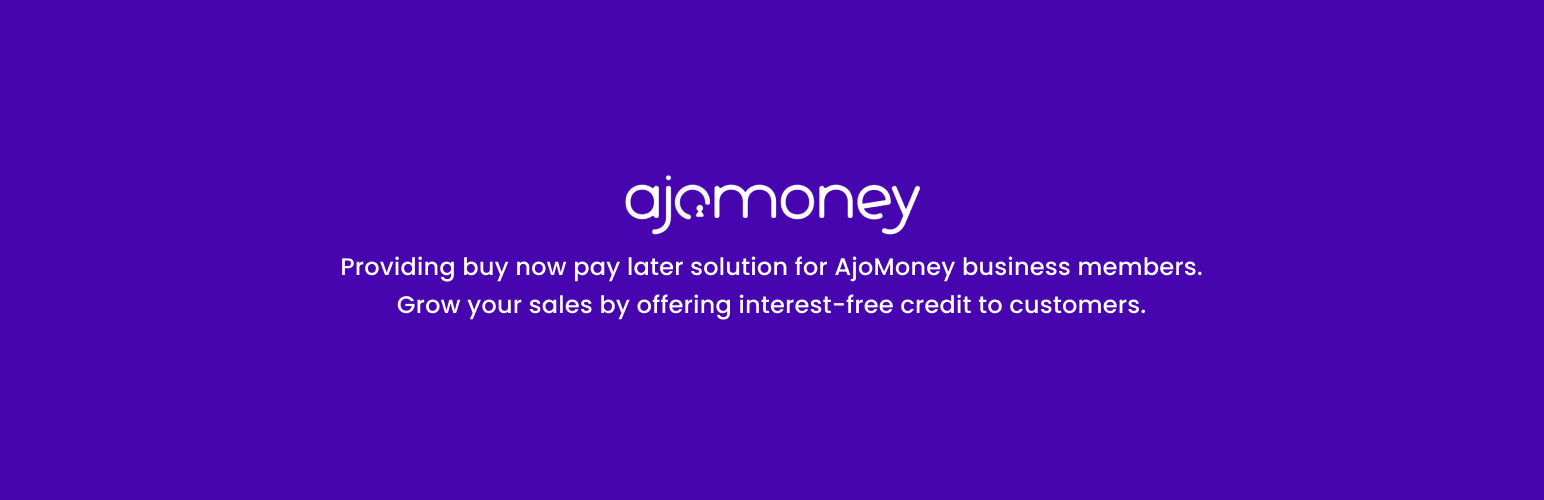 ajomoney
Providing buy now pay later solution for AjoMoney business members.
Grow your sales by offering interest-free credit to customers.